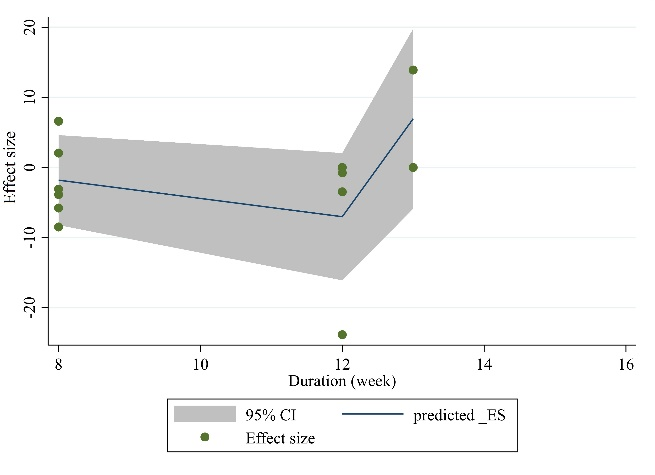 20
10
0
-10
-20
Effect size
8
10
12
14
16
Duration (week)
95% CI
predicted _ES
Effect size